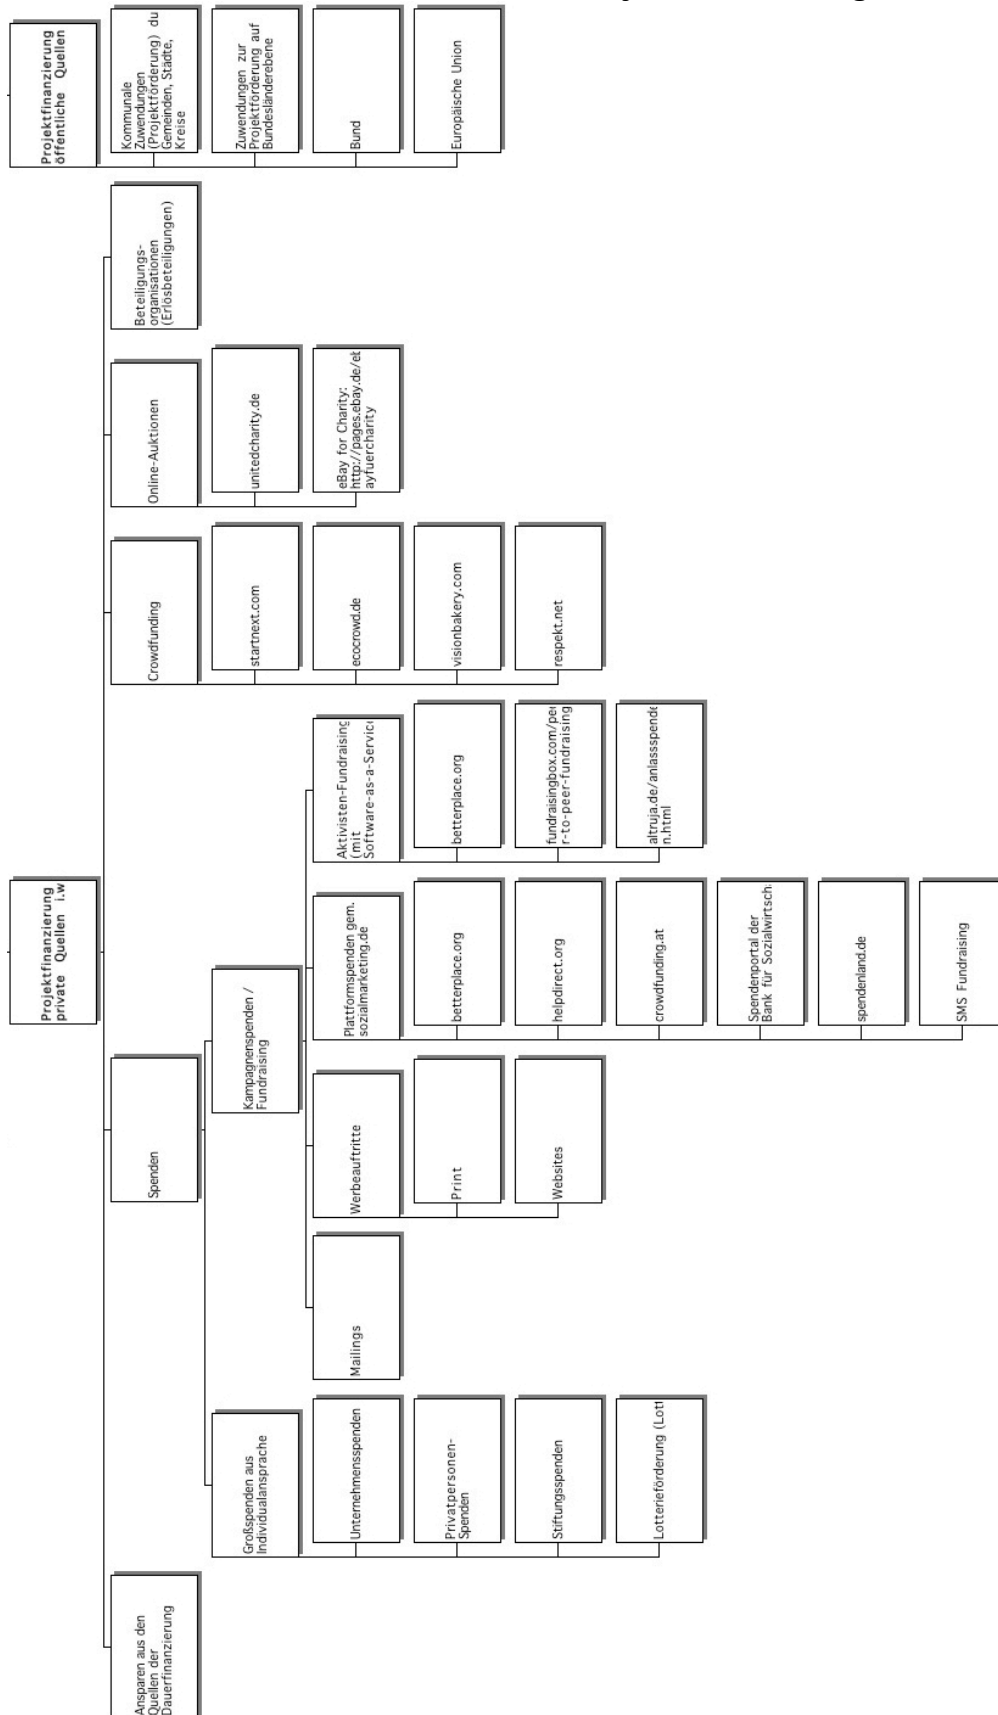 Projektfinanzierung
private Quellen i.w
Ansparen aus den
Quellen der
Dauerfinanzierung
Spenden
Großspenden aus
Individualansprache
Unternehmensspenden
Privatpersonen-
Spenden
Stiftungsspenden
Lotterieförderung (Lott
Kampagnenspenden /
Fundraising
Mailings
Werbeauftritte
Print
Websites
Plattformspenden gem.
sozialmarketing.de
betterplace.org
helpdirect.org
crowdfunding.at
Spendenportal der
Bank für Sozialwirtsch
spendenland.de
SMS Fundraising
Aktivisten-Fundraising
(mit
Software-as-a-Service
betterplace.org
fundraisingbox.com/pee
r-to-peer-fundraising
altruja.de/anlassspende
n.html
Crowdfunding
startnext.com
ecocrowd.de
visionbakery.com
respekt.net
Online-Auktionen
unitedcharity.de
eBay for Charity:
http://pages.ebay.de/eb
ayfuercharity
Beteiligungs-
organisationen
(Erlösbeteiligungen)
Projektfinanzierung
öffentliche Quellen
Kommunale
Zuwendungen
(Projektförderung) du
Gemeinden, Städte,
Kreise
Zuwendungen zur
Projektförderung auf
Bundesländerebene
Bund
Europäische Union